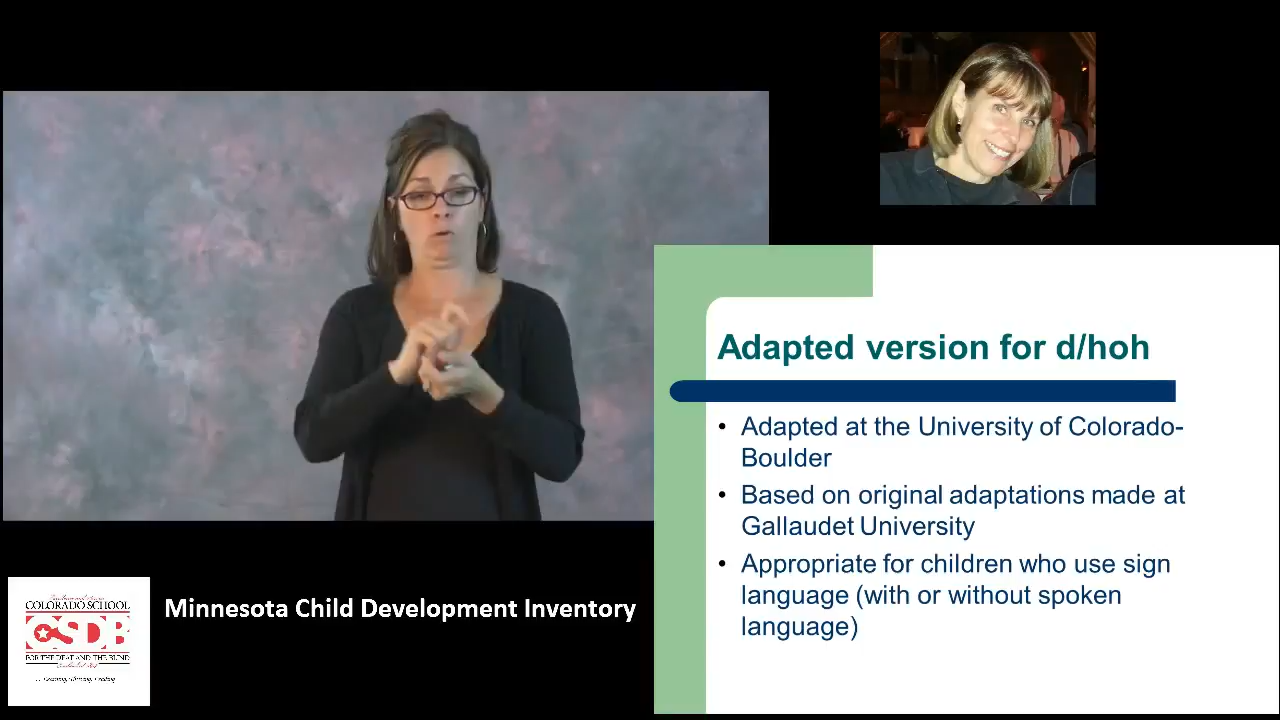 Adapted version for d/hoh
• Adapted at the University of Colorado-
Boulder
• Based on original adaptations made at
Gallaudet University
• Appropriate for children who use sign
language (with or without spoken
language)
COLORADO SCHOOL
CSDB
FOR THE DEAF AND THE BLIND
Minnesota Child Development Inventory